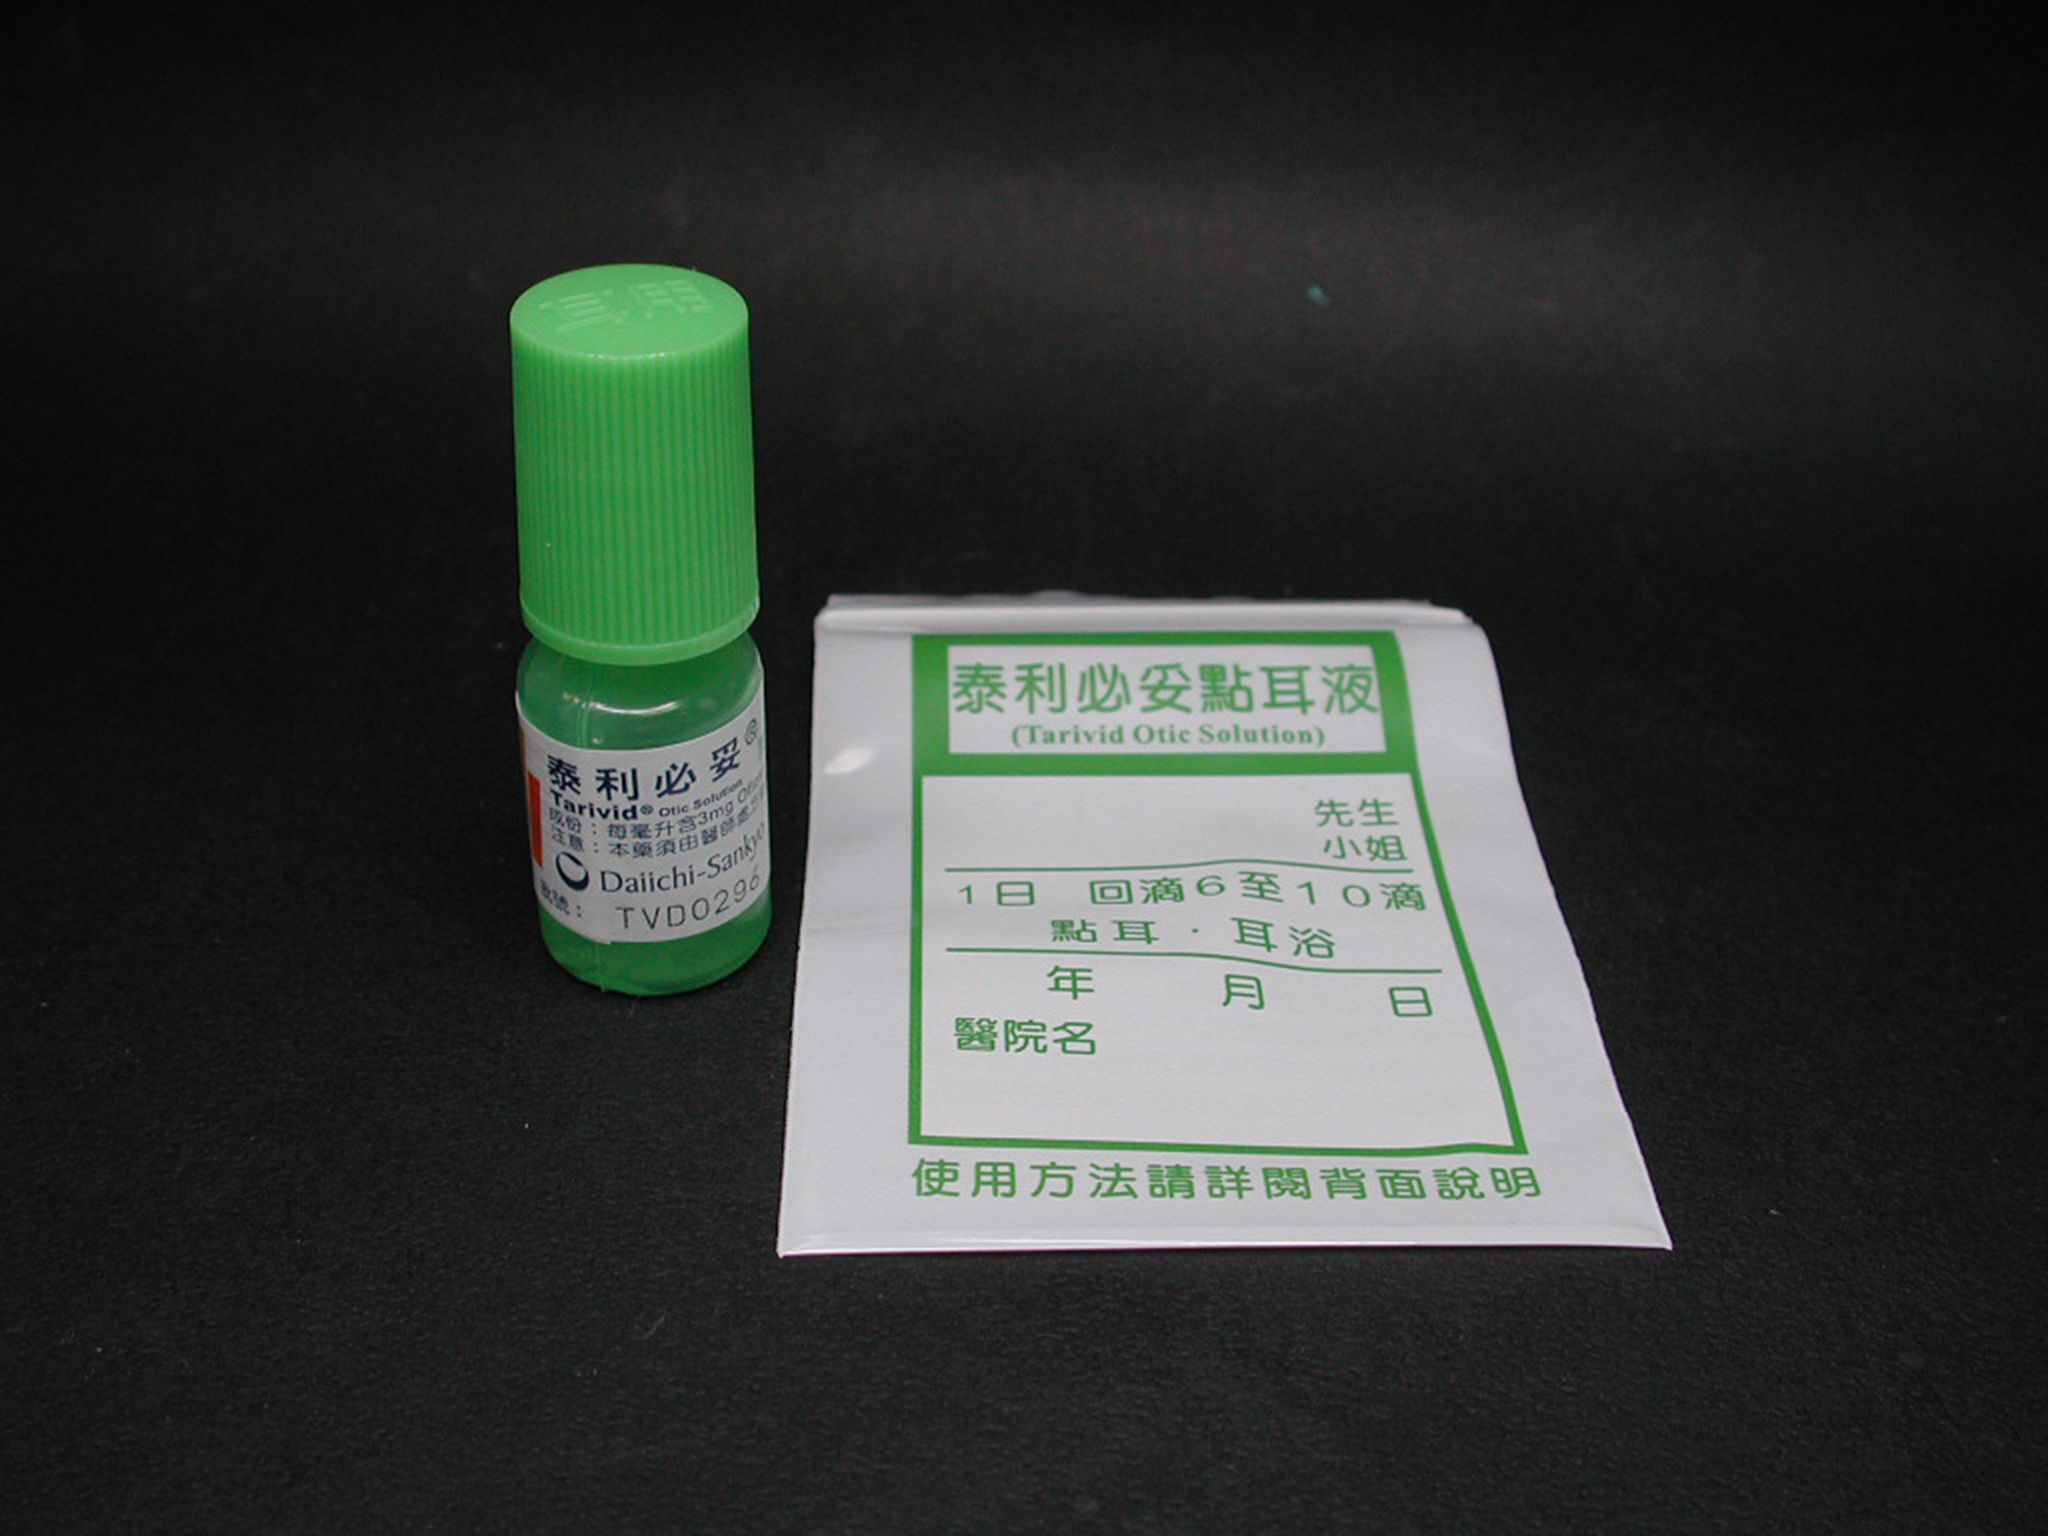 耳用
泰利必妥®
Tarivid® Otic Solution
成份：每毫升含3mg
注意：本藥須由醫師處
Daiichi-Sankyo
號：TVD0296
泰利必妥點耳液
(Tarivid Otic Solution)
先生
小姐
1日 回滴6至10滴
點耳·耳浴
年 月 日
醫院名
使用方法請詳閱背面說明